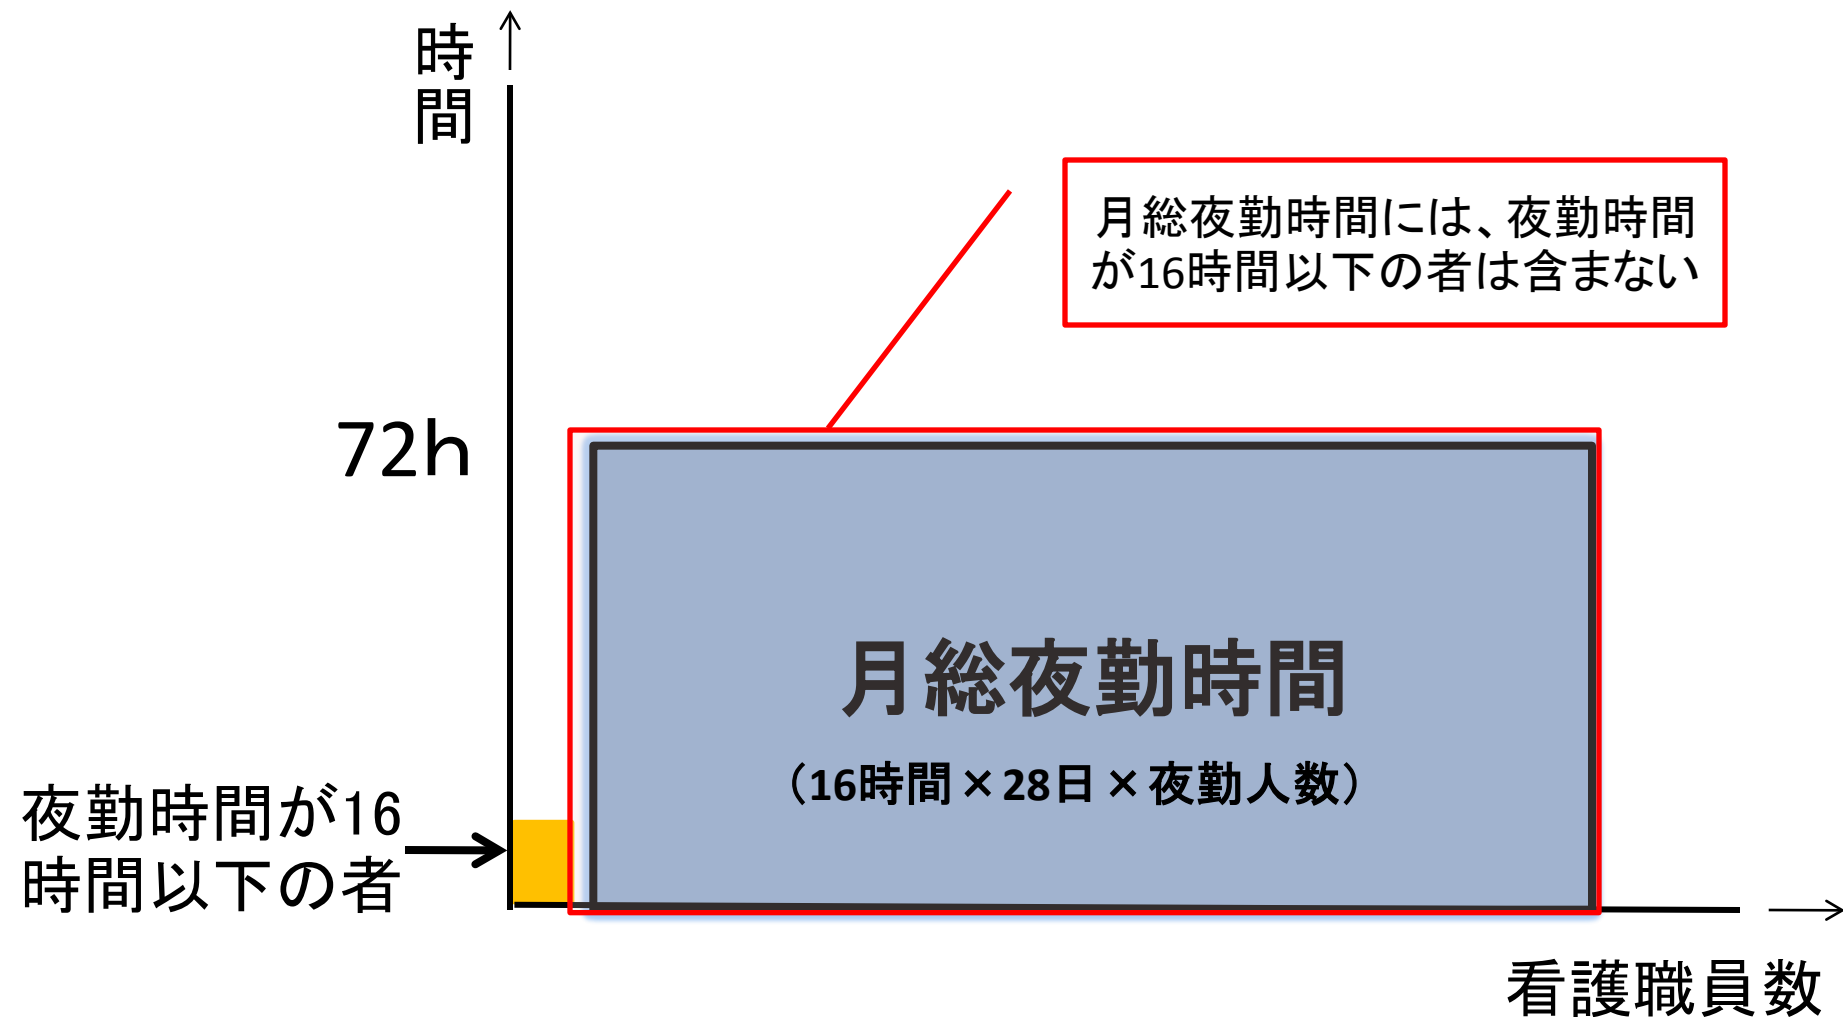 時
間
月総夜勤時間には、夜勤時間
が16時間以下の者は含まない
72h
月総夜勤時間
（16時間×28日×夜勤人数）
夜勤時間が16
時間以下の者
看護職員数